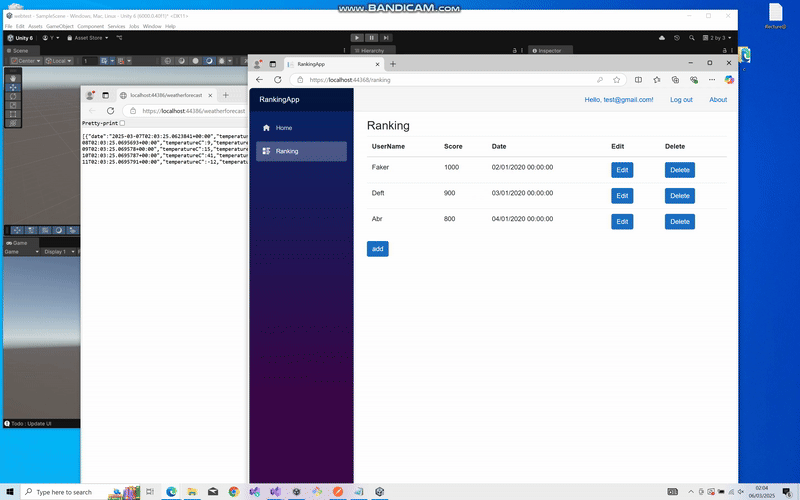 www.BANDICAM.com
webtest - SampleScene - Windows, Mac, Linux - Unity 6 (6000.0.40f1)* <DX11>
File Edit Assets GameObject Component Services Jobs Window Help
Unity 6 Y Asset Store 2 by 3
Scene Hierarchy Inspector
Center Local 1
RankingApp
https://localhost:44368/ranking
localhost:44386/weatherforecast
https://localhost:44386/weatherforecast
Pretty-print
[{"date":"2025-03-07T02:03:25.0623841+00:00","temperature
08T02:03:25.0695693+00:00","temperatureC":9,"temperatu
09T02:03:25.069578+00:00","temperatureC":15,"temperatu
10T02:03:25.0695787+00:00","temperatureC":41,"temperat
11T02:03:25.0695791+00:00","temperatureC":-12,"tempera
RankingApp
Home
Ranking
Hello, test@gmail.com! Log out About
Ranking
UserName Score Date Edit Delete
Faker 1000 02/01/2020 00:00:00 Edit Delete
Deft 900 03/01/2020 00:00:00 Edit Delete
Abr 800 04/01/2020 00:00:00 Edit Delete
add
Game
Game Display 1
Todo : Update UI
Type here to search
02:04
06/03/2025